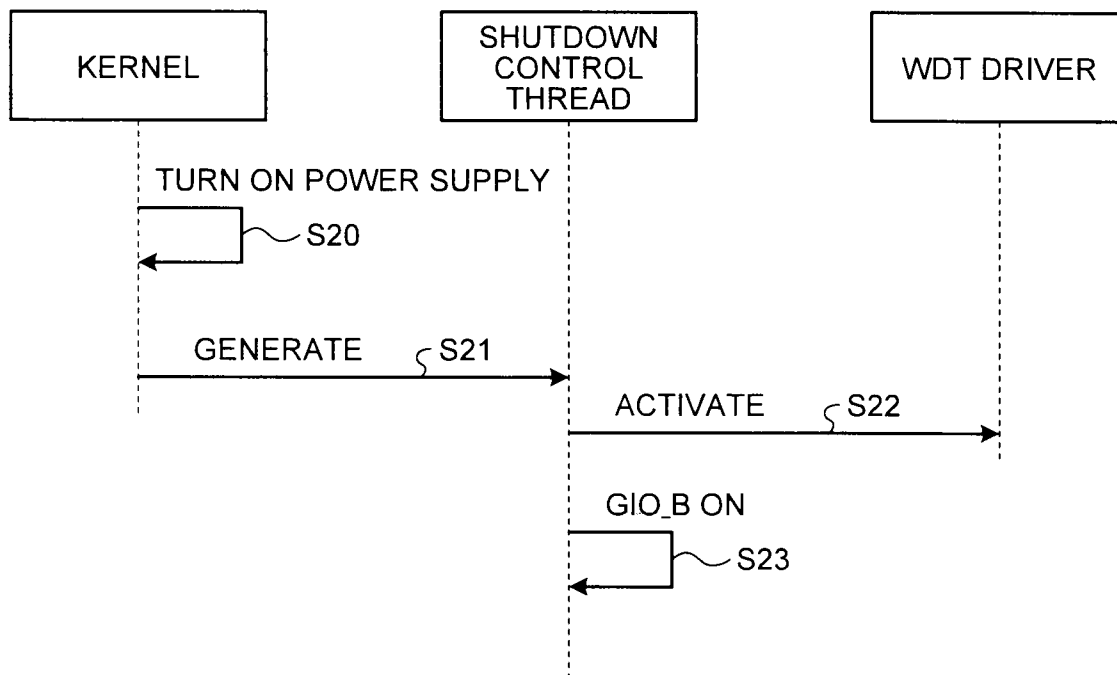 KERNEL
SHUTDOWN
CONTROL
THREAD
WDT DRIVER
TURN ON POWER SUPPLY
S20
GENERATE
S21
ACTIVATE
S22
GIO_B ON
S23